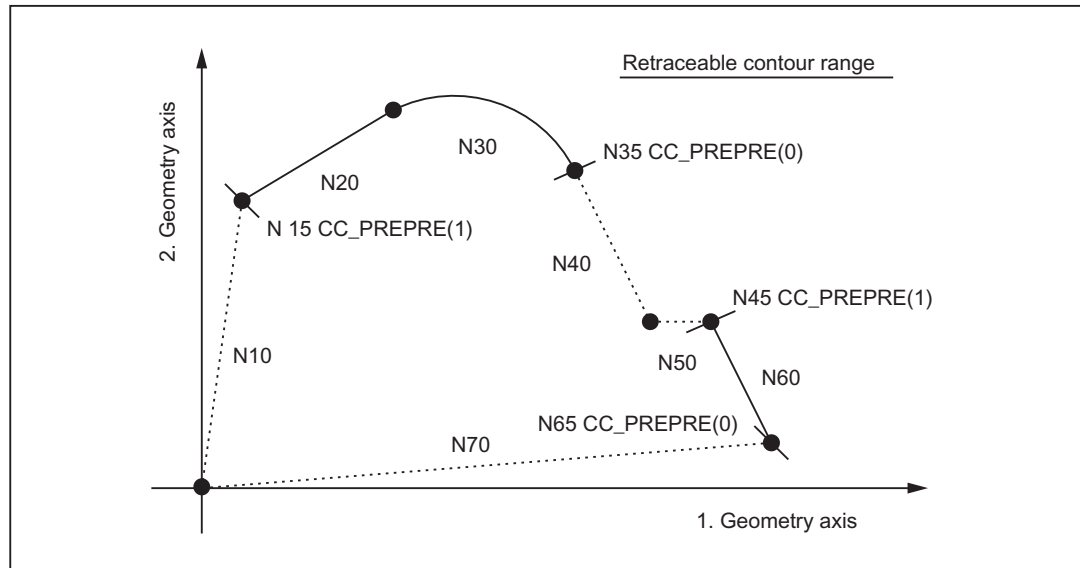 Retraceable contour range
2. Geometry axis
N30
N35 CC_PREPRE(0)
N20
N 15 CC_PREPRE(1)
N40
N45 CC_PREPRE(1)
N10
N50
N60
N65 CC_PREPRE(0)
N70
1. Geometry axis